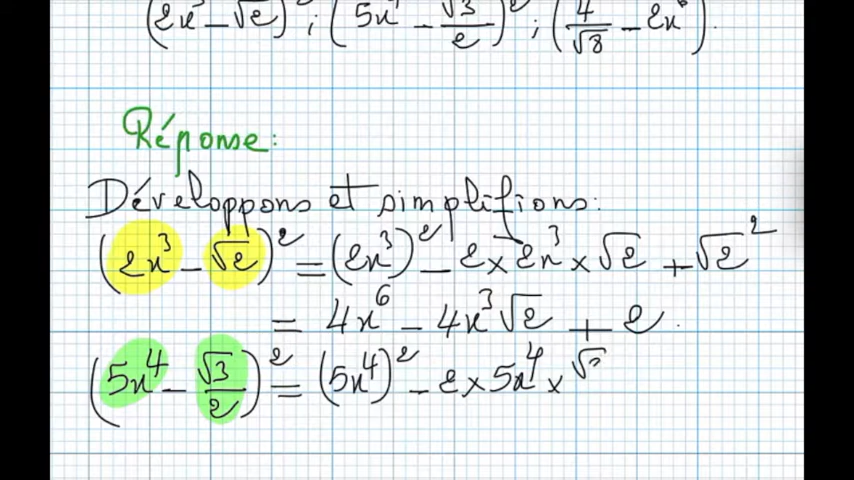 (2x³ - √2)² ; (5x⁴ - √3/2)² ; (4/√8 - 2x
Réponse:
Développons et simplifions:
(2x³ - √2)² = (2x³)² - 2 × 2x³ × √2 + √2²
= 4x⁶ - 4x³√2 + 2.
(5x⁴ - √3/2)² = (5x⁴)² - 2 × 5x⁴ × √